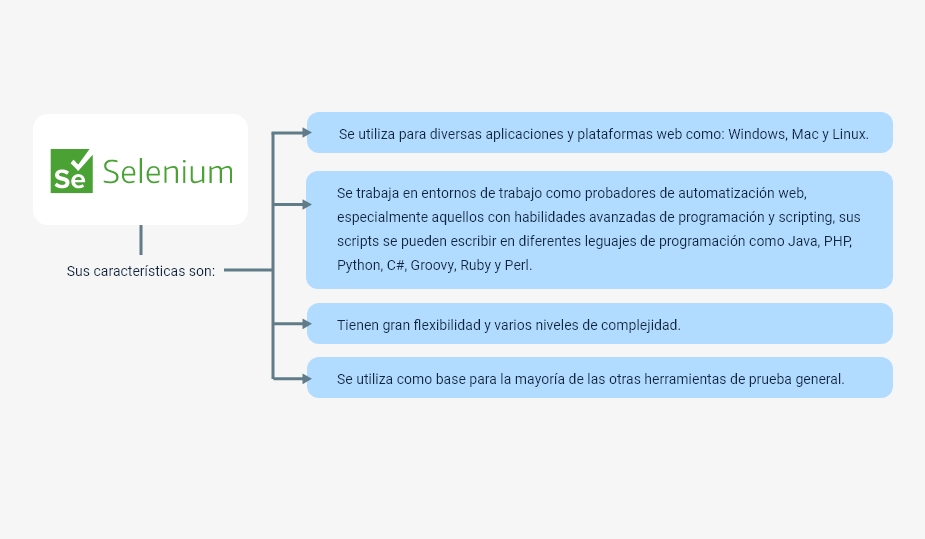 Se Selenium
Sus características son:
Se utiliza para diversas aplicaciones y plataformas web como: Windows, Mac y Linux.
Se trabaja en entornos de trabajo como probadores de automatización web,
especialmente aquellos con habilidades avanzadas de programación y scripting, sus
scripts se pueden escribir en diferentes leguajes de programación como Java, PHP,
Python, C#, Groovy, Ruby y Perl.
Tienen gran flexibilidad y varios niveles de complejidad.
Se utiliza como base para la mayoría de las otras herramientas de prueba general.